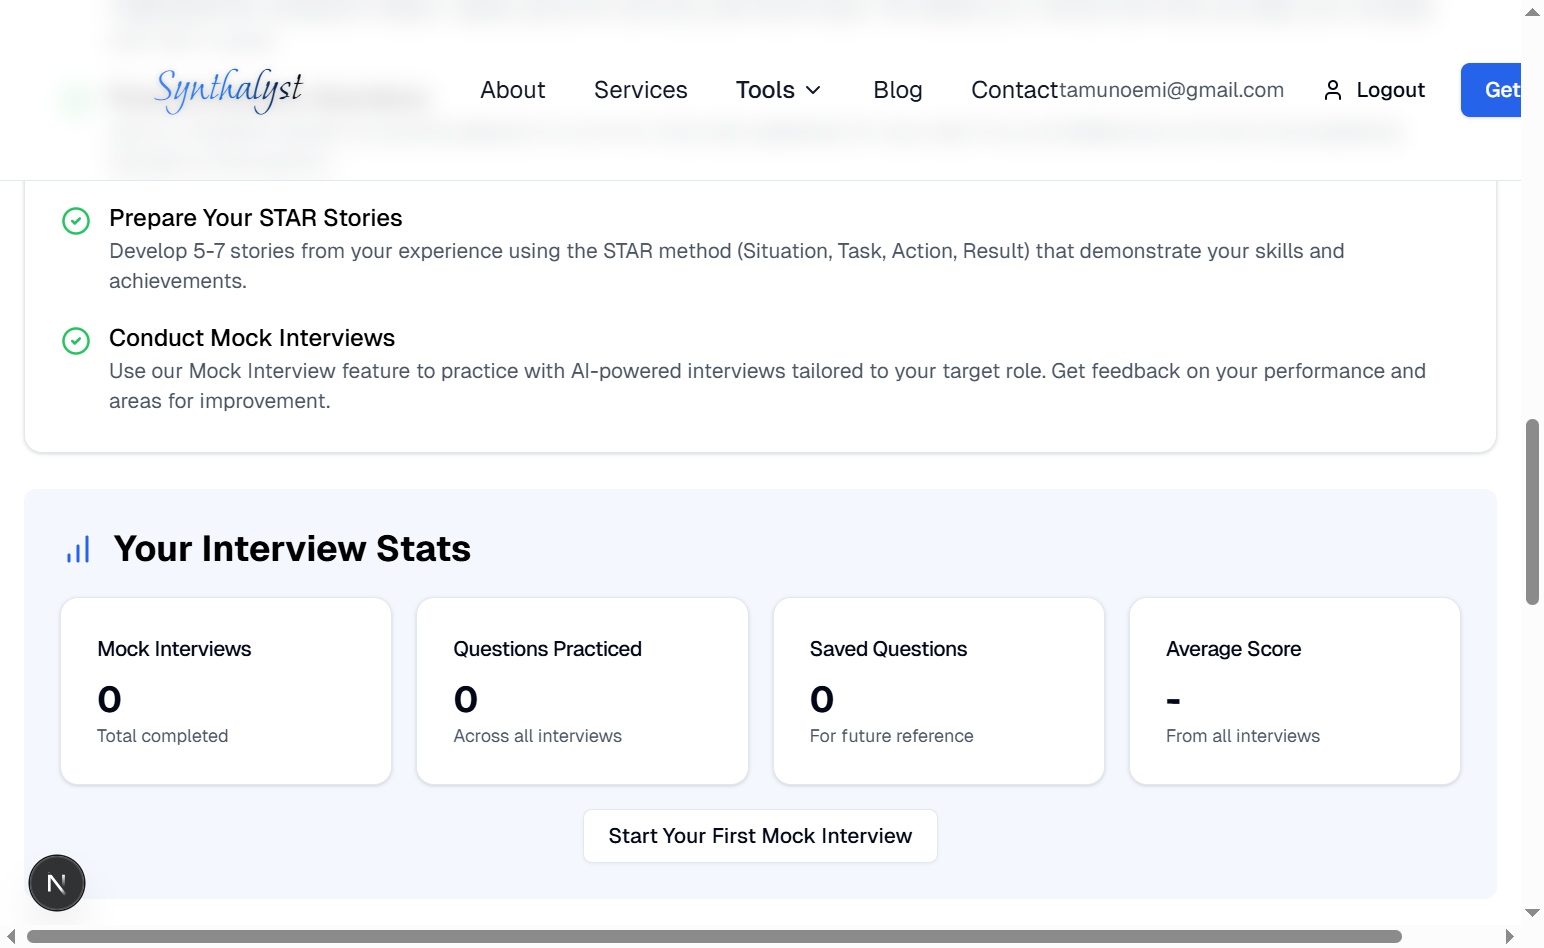 Synthalyst
About
Services
Tools
Blog
Contact
tamunoemi@gmail.com
Logout
Get
Prepare Your STAR Stories
Develop 5-7 stories from your experience using the STAR method (Situation, Task, Action, Result) that demonstrate your skills and
achievements.
Conduct Mock Interviews
Use our Mock Interview feature to practice with AI-powered interviews tailored to your target role. Get feedback on your performance and
areas for improvement.
Your Interview Stats
Mock Interviews
0
Total completed
Questions Practiced
0
Across all interviews
Saved Questions
0
For future reference
Average Score
-
From all interviews
Start Your First Mock Interview
N